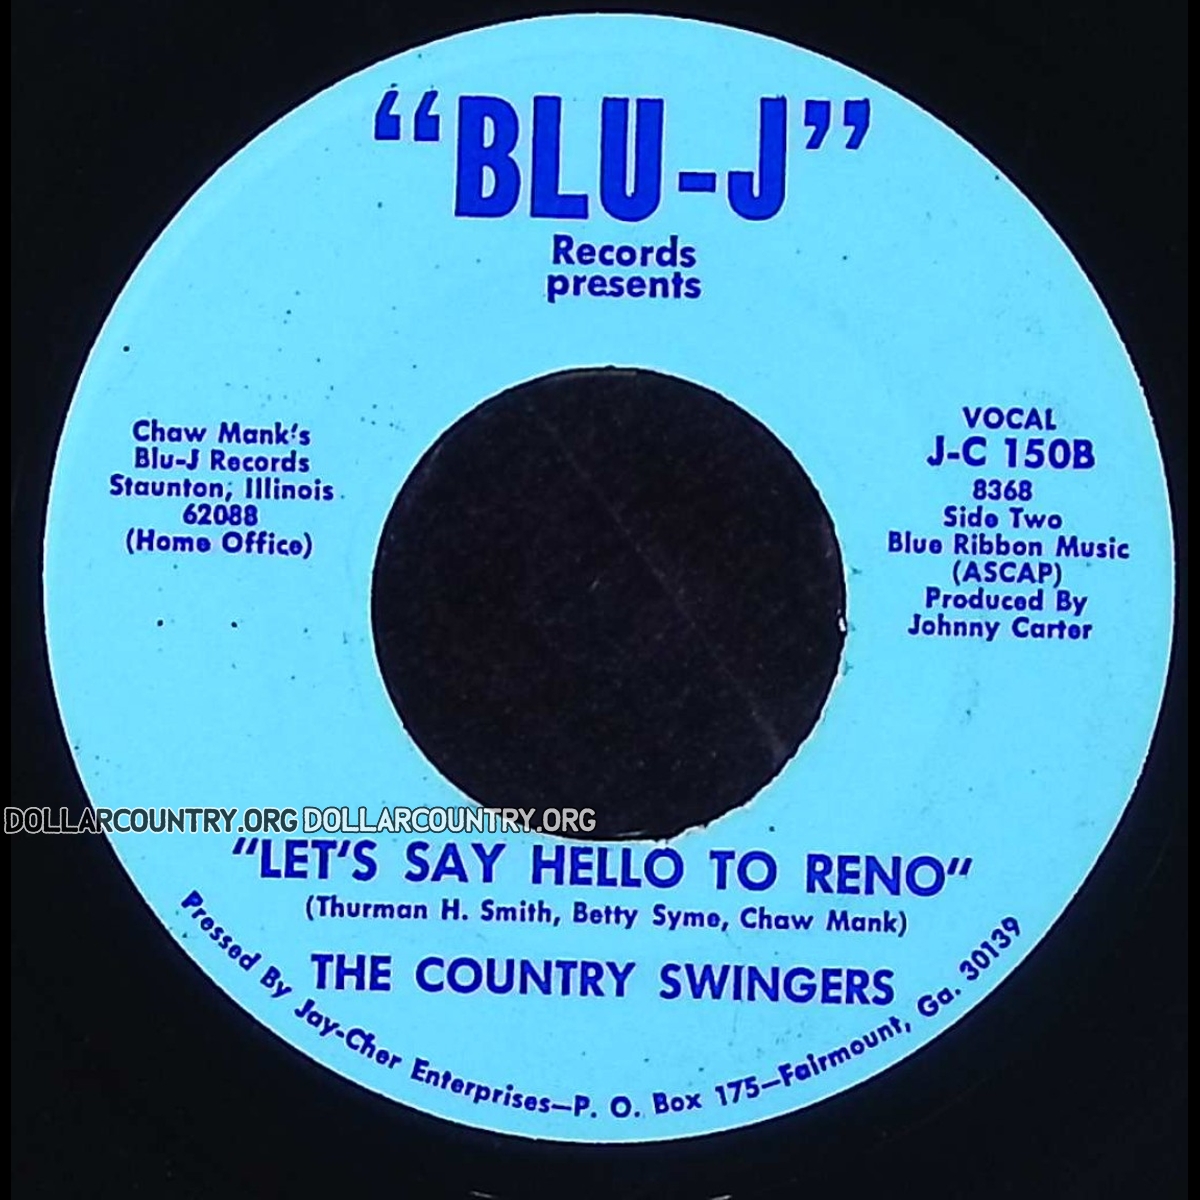 “BLU-J”
Records
presents
Chaw Mank's
Blu-J Records
Staunton, Illinois
62088
(Home Office)
VOCAL
J-C 150B
8368
Side Two
Blue Ribbon Music
(ASCAP)
Produced By
Johnny Carter
DOLLARCOUNTRY.ORG DOLLARCOUNTRY.ORG
"LET'S SAY HELLO TO RENO"
(Thurman H. Smith, Betty Syme, Chaw Mank)
THE COUNTRY SWINGERS
Pressed By Jay-Cher Enterprises—P. O. Box 175—Fairmount, Ga. 30139